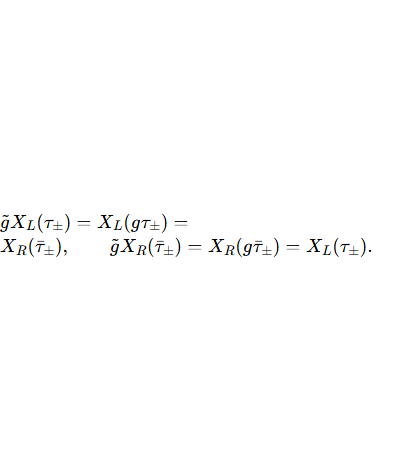 g̃X_L(τ_±) = X_L(gτ_±) =
X_R(τ̄_±),  g̃X_R(τ̄_±) = X_R(gτ̄_±) = X_L(τ_±).